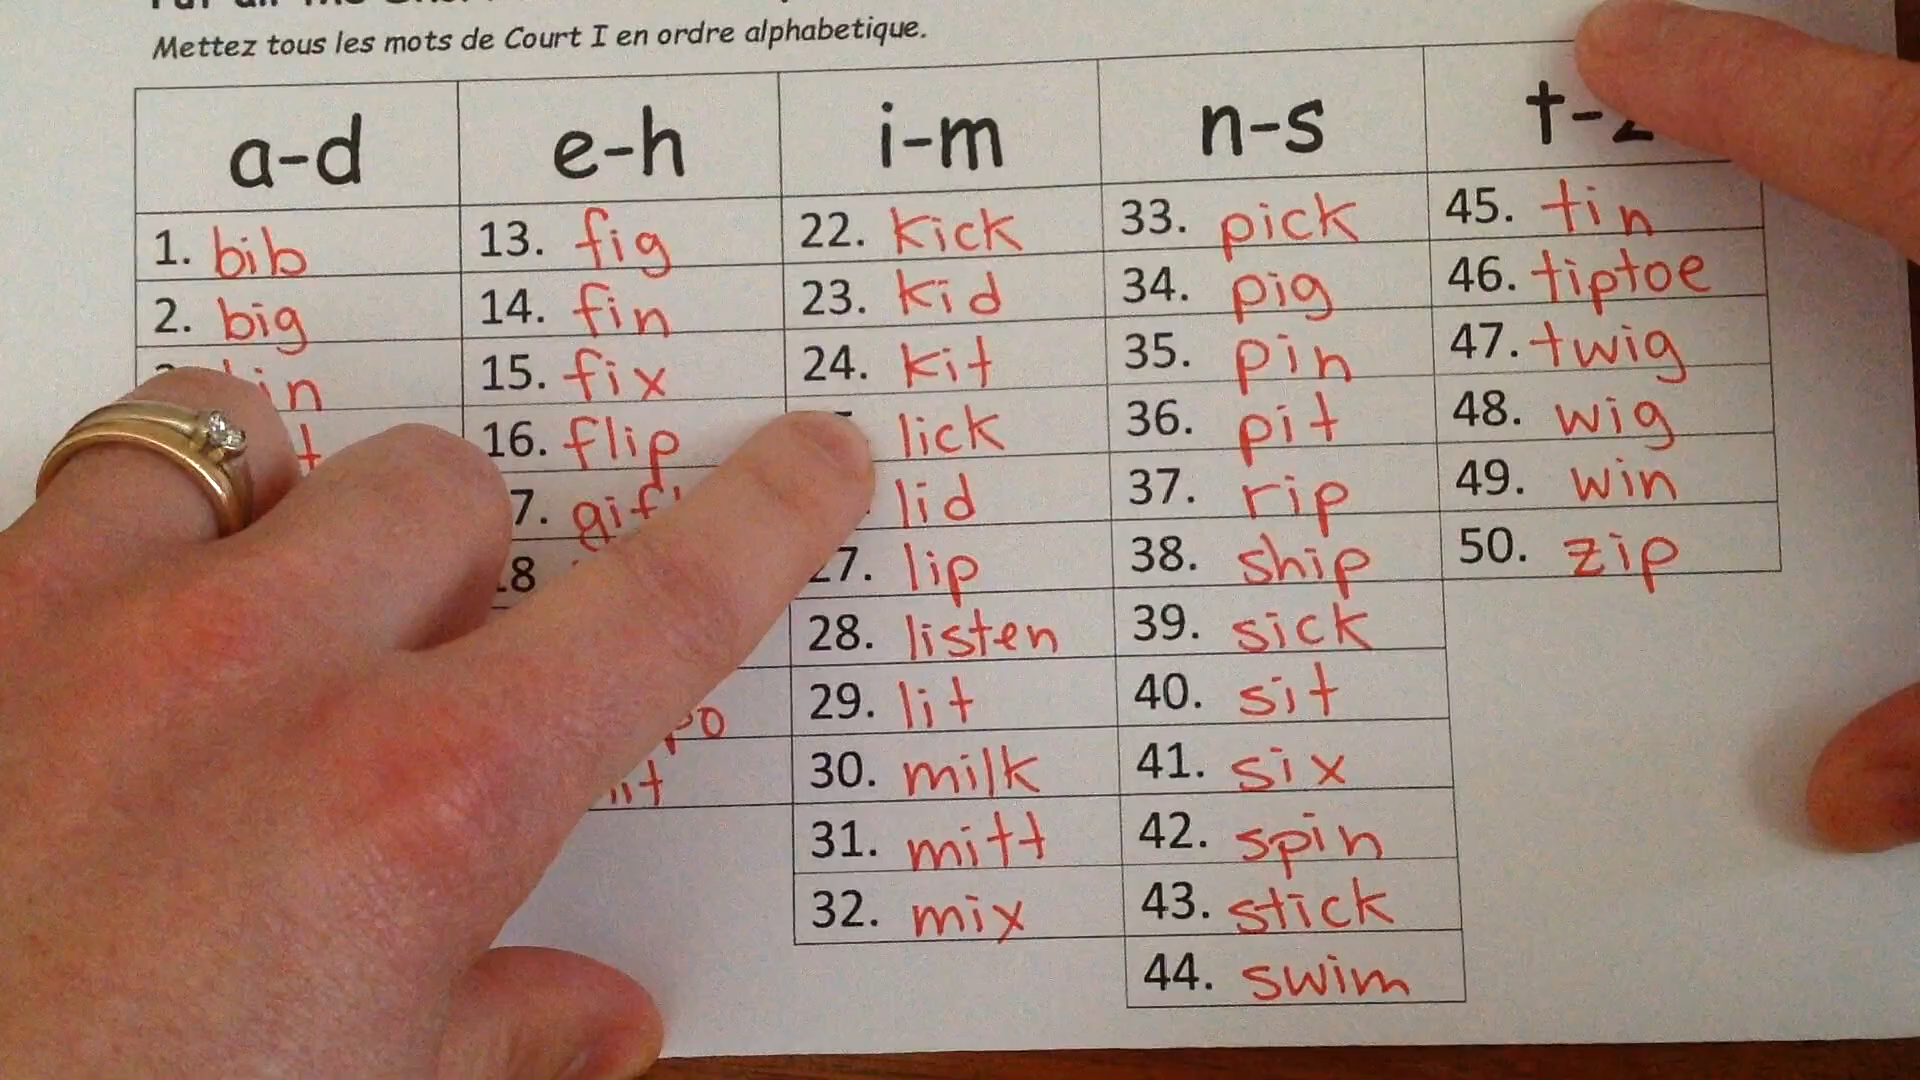 Mettez tous les mots de Court I en ordre alphabetique.
a-d e-h i-m n-s
1. bib 13. fig 22. kick 33. pick 45. tin
2. big 14. fin 23. kid 34. pig 46. tiptoe
15. fix 24. kit 35. pin 47. twig
16. flip lick 36. pit 48. wig
lid 37. rip 49. win
lip 38. ship 50. zip
28. listen 39. sick
29. lit 40. sit
30. milk 41. six
31. mitt 42. spin
32. mix 43. stick
44. swim